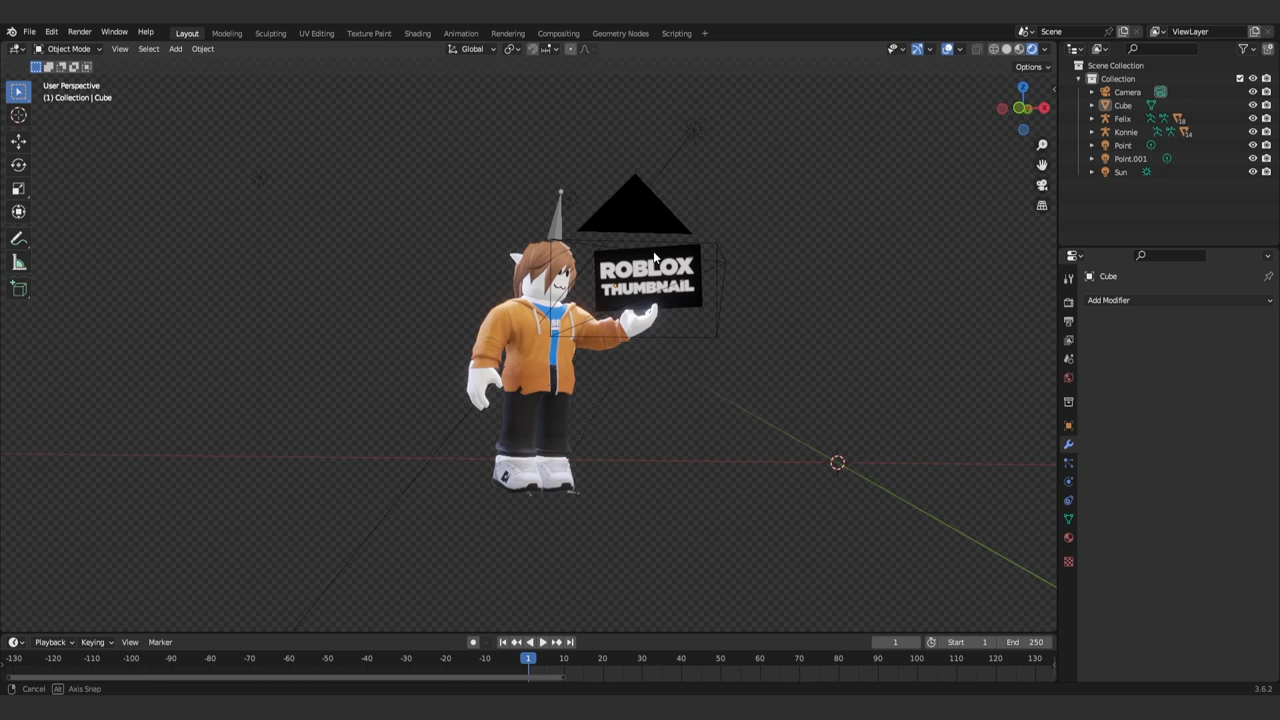 File Edit Render Window Help Layout Modeling Sculpting UV Editing Texture Paint Shading Animation Rendering Compositing Geometry Nodes Scripting + Scene ViewLayer
Object Mode View Select Add Object Global
Options
User Perspective
(1) Collection | Cube
Scene Collection
Collection
Camera
Cube
Felix 18
Konnie 14
Point
Point.001
Sun
Z
X
ROBLOX
THUMBNAIL
Cube
Add Modifier
Playback Keying View Marker 1 Start 1 End 250
-130 -120 -110 -100 -90 -80 -70 -60 -50 -40 -30 -20 -10 1 10 20 30 40 50 60 70 80 90 100 110 120 130
Cancel Alt Axis Snap 3.6.2